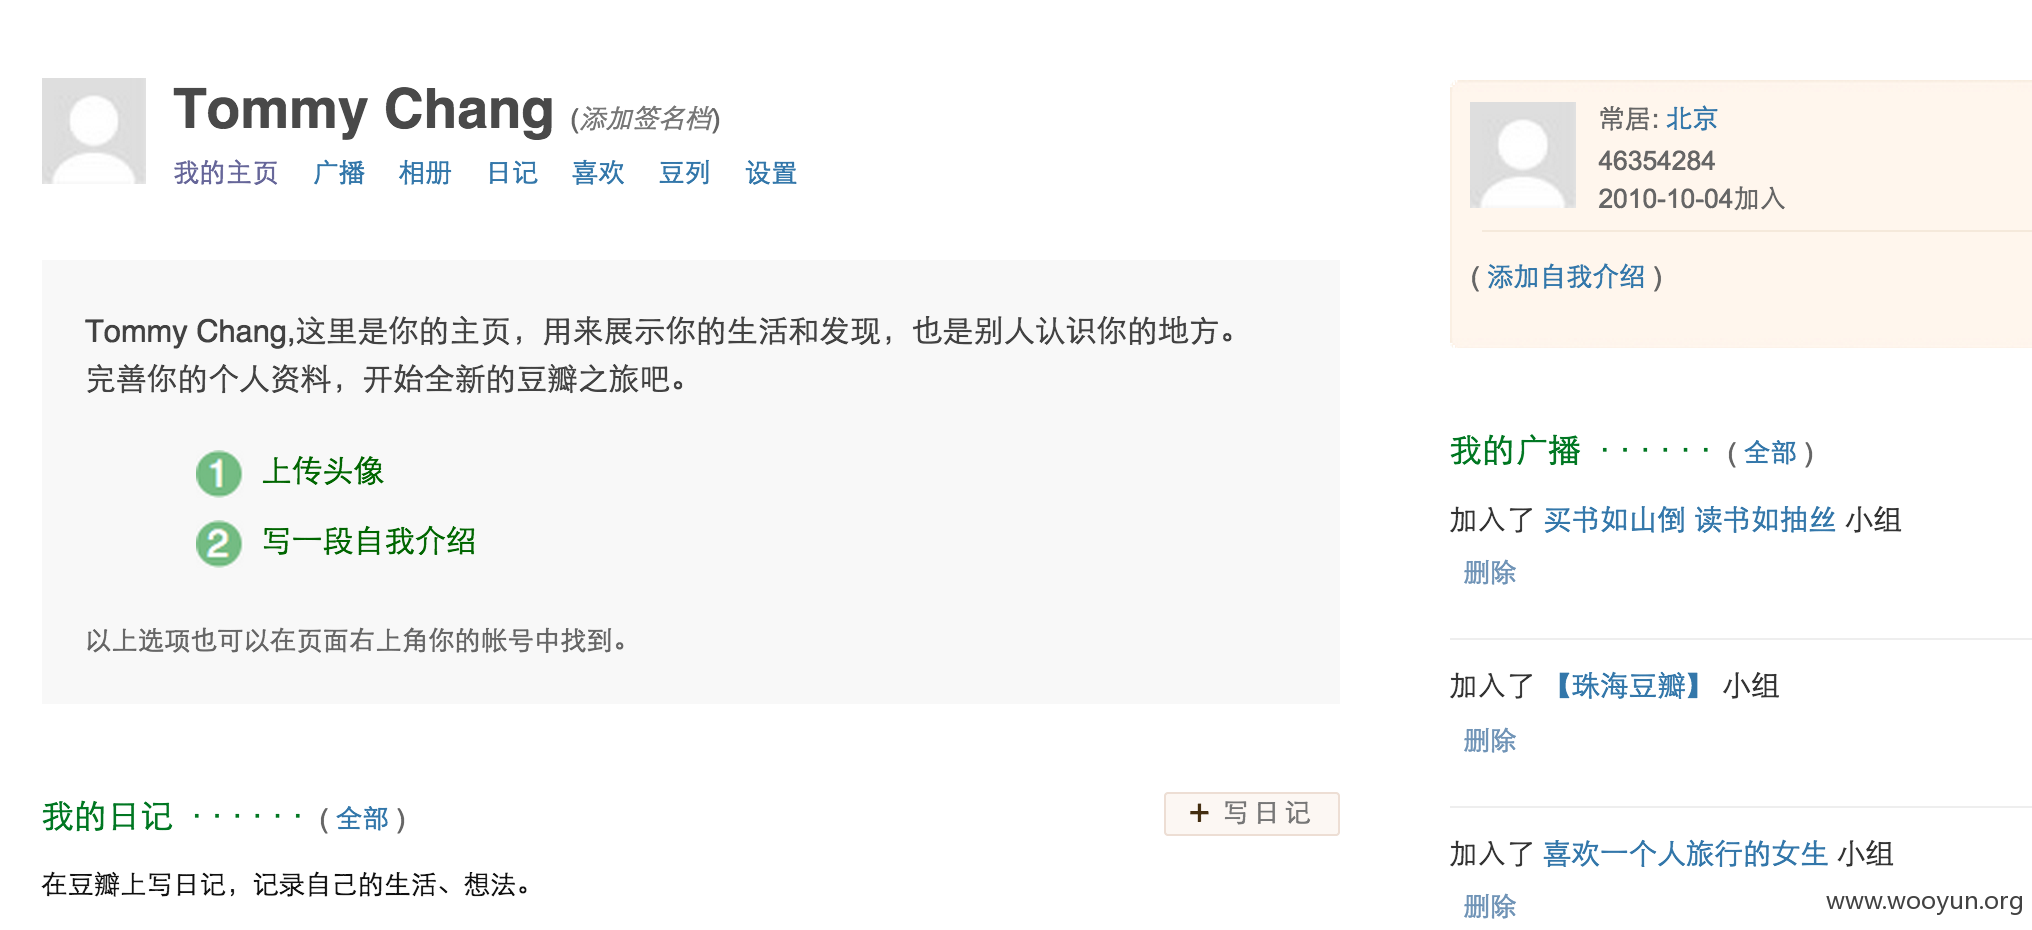 Tommy Chang (添加签名档)
我的主页 广播 相册 日记 喜欢 豆列 设置
Tommy Chang,这里是你的主页，用来展示你的生活和发现，也是别人认识你的地方。
完善你的个人资料，开始全新的豆瓣之旅吧。
1 上传头像
2 写一段自我介绍
以上选项也可以在页面右上角你的帐号中找到。
我的日记 · · · · · · ( 全部 )
+ 写日记
在豆瓣上写日记，记录自己的生活、想法。
常居: 北京
46354284
2010-10-04加入
( 添加自我介绍 )
我的广播 · · · · · · ( 全部 )
加入了 买书如山倒 读书如抽丝 小组
删除
加入了 【珠海豆瓣】 小组
删除
加入了 喜欢一个人旅行的女生 小组
删除
www.wooyun.org